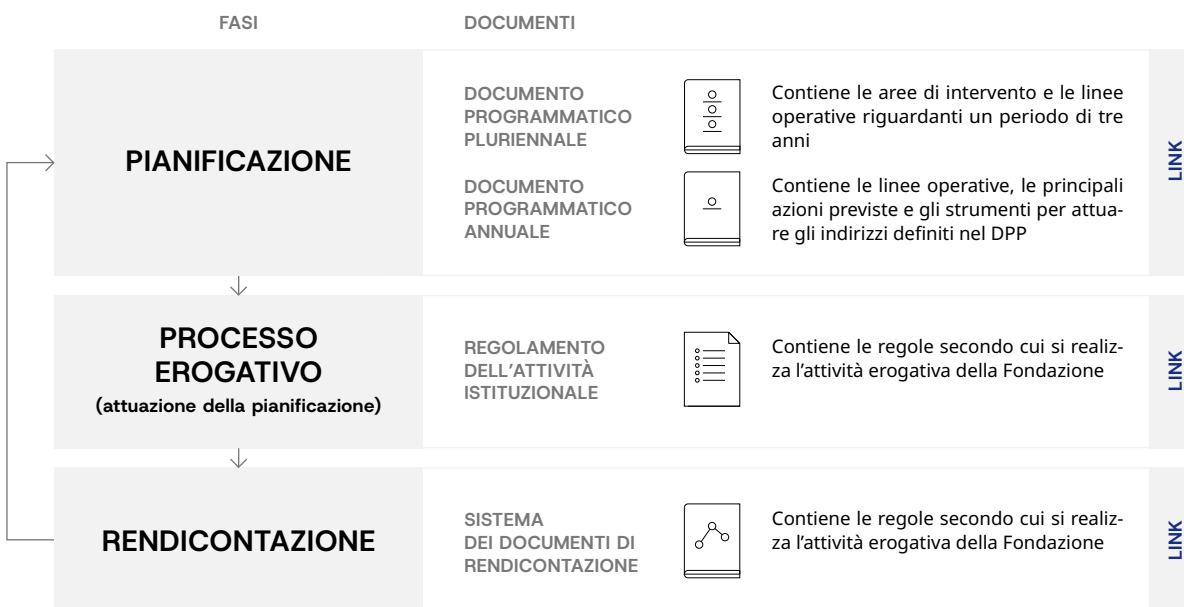 FASI
DOCUMENTI
PIANIFICAZIONE
DOCUMENTO
PROGRAMMATICO
PLURIENNALE
Contiene le aree di intervento e le linee
operative riguardanti un periodo di tre
anni
DOCUMENTO
PROGRAMMATICO
ANNUALE
Contiene le linee operative, le principali
azioni previste e gli strumenti per attua-
re gli indirizzi definiti nel DPP
LINK
PROCESSO
EROGATIVO
(attuazione della pianificazione)
REGOLAMENTO
DELL’ATTIVITÀ
ISTITUZIONALE
Contiene le regole secondo cui si realiz-
za l’attività erogativa della Fondazione
LINK
RENDICONTAZIONE
SISTEMA
DEI DOCUMENTI DI
RENDICONTAZIONE
Contiene le regole secondo cui si realiz-
za l’attività erogativa della Fondazione
LINK